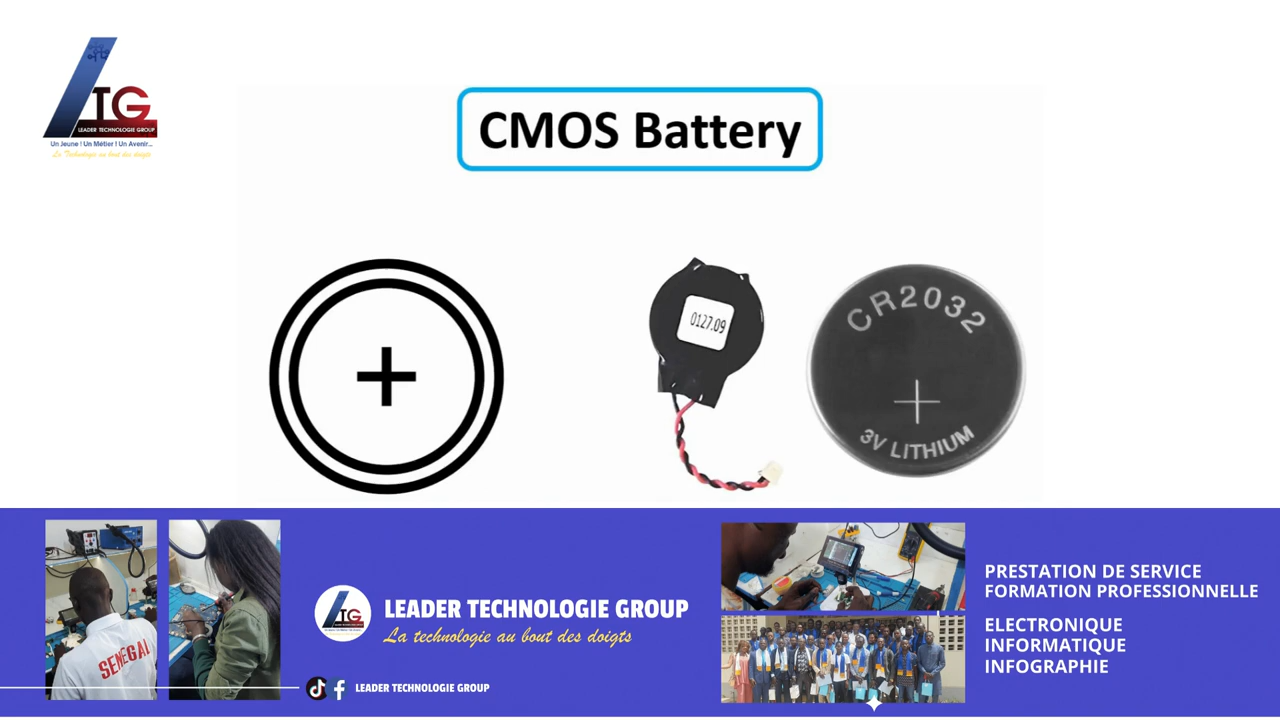 LTG
LEADER TECHNOLOGIE GROUP
Un Jeune ! Un Métier ! Un Avenir...
La Technologie au bout des doigts
CMOS Battery
0127.09
CR2032
3V LITHIUM
SENEGAL
LTG
LEADER TECHNOLOGIE GROUP
La technologie au bout des doigts
LEADER TECHNOLOGIE GROUP
PRESTATION DE SERVICE
FORMATION PROFESSIONNELLE
ELECTRONIQUE
INFORMATIQUE
INFOGRAPHIE